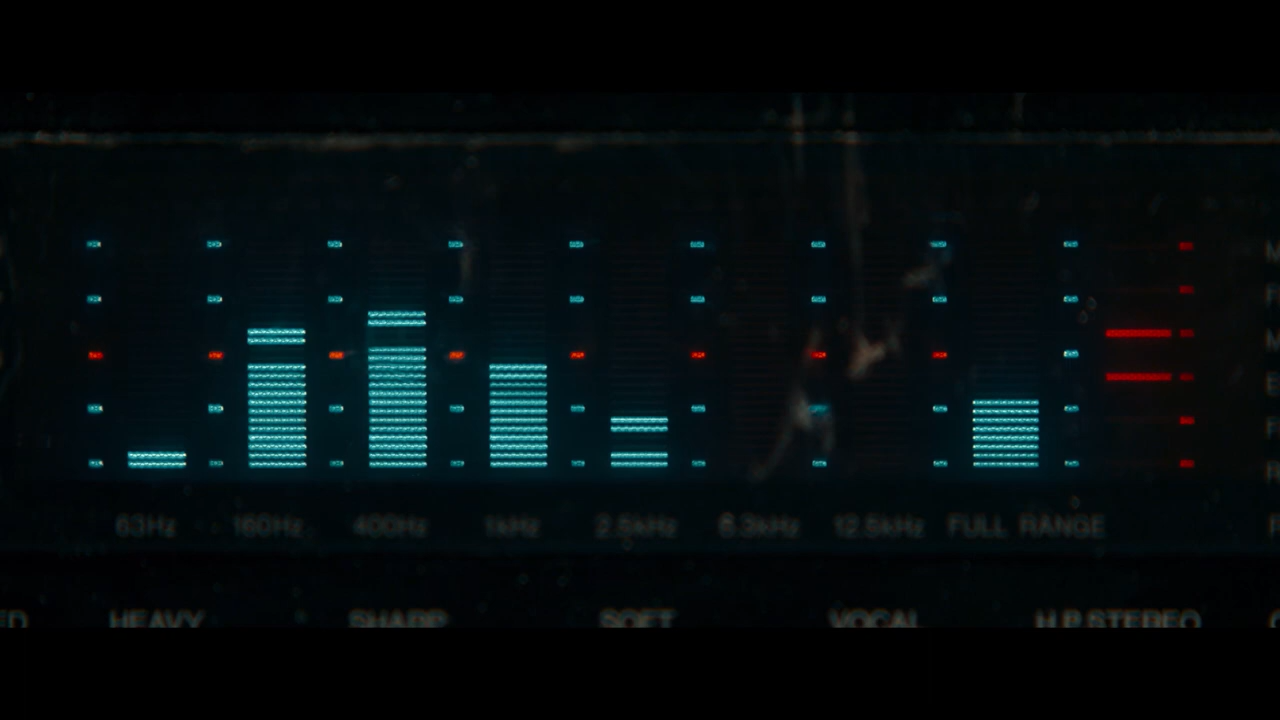 63Hz 160Hz 400Hz 1kHz 2.5kHz 6.3kHz 12.5kHz FULL RANGE
HEAVY SHARP SOFT VOCAL H.P.STEREO